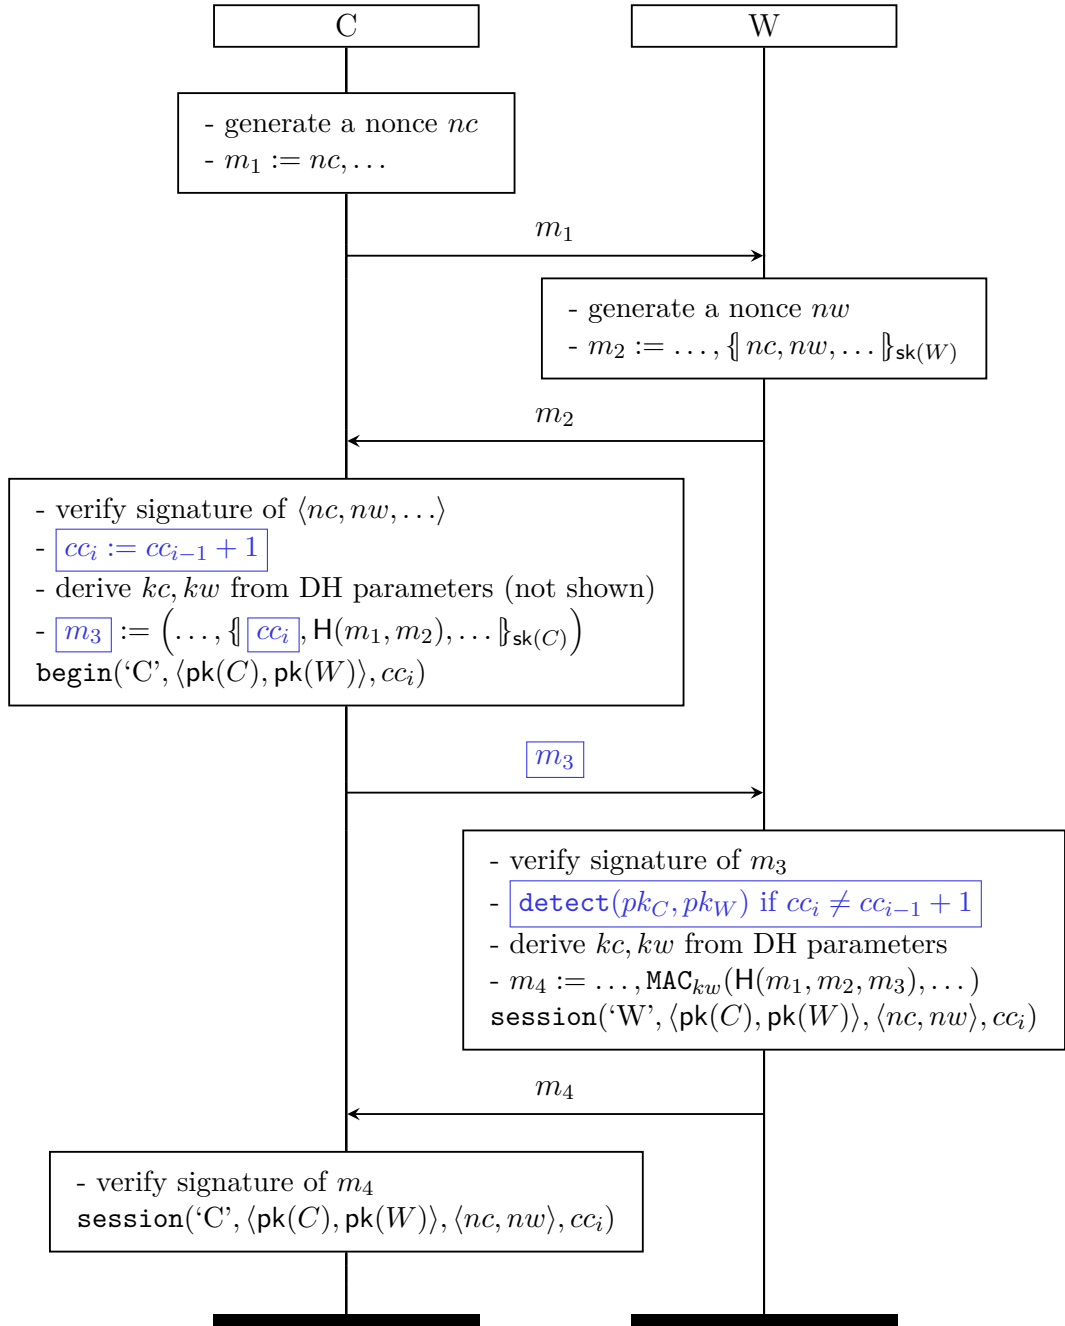 C
W
- generate a nonce nc
- m₁ := nc, …
m₁
- generate a nonce nw
- m₂ := …, {| nc, nw, … |}ₛₖ₍W₎
m₂
- verify signature of ⟨nc, nw, …⟩
- ccᵢ := ccᵢ₋₁ + 1
- derive kc, kw from DH parameters (not shown)
- m₃ := (…, {| ccᵢ, H(m₁, m₂), … |}ₛₖ₍C₎)
begin(‘C’, ⟨pk(C), pk(W)⟩, ccᵢ)
m₃
- verify signature of m₃
- detect(pk_C, pk_W) if ccᵢ ≠ ccᵢ₋₁ + 1
- derive kc, kw from DH parameters
- m₄ := …, MAC_kw(H(m₁, m₂, m₃), …)
session(‘W’, ⟨pk(C), pk(W)⟩, ⟨nc, nw⟩, ccᵢ)
m₄
- verify signature of m₄
session(‘C’, ⟨pk(C), pk(W)⟩, ⟨nc, nw⟩, ccᵢ)